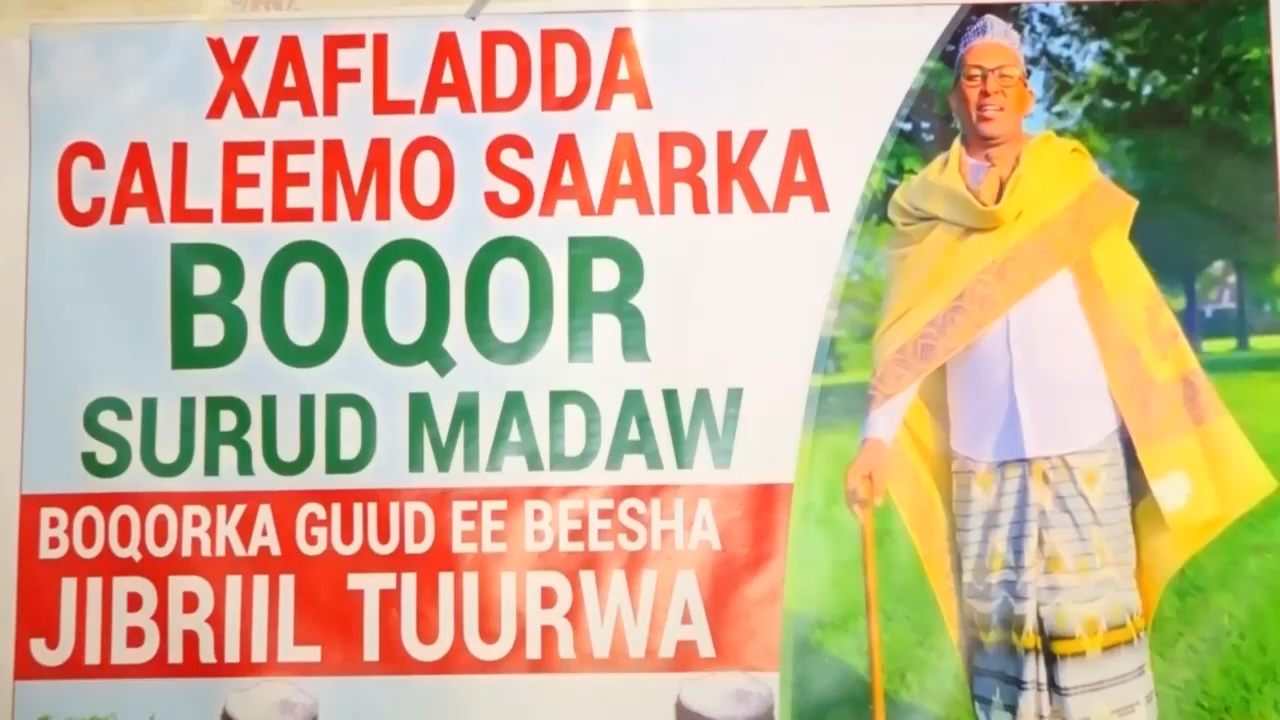 XAFLADDA
CALEEMO SAARKA
BOQOR
SURUD MADAW
BOQORKA GUUD EE BEESHA
JIBRIIL TUURWA